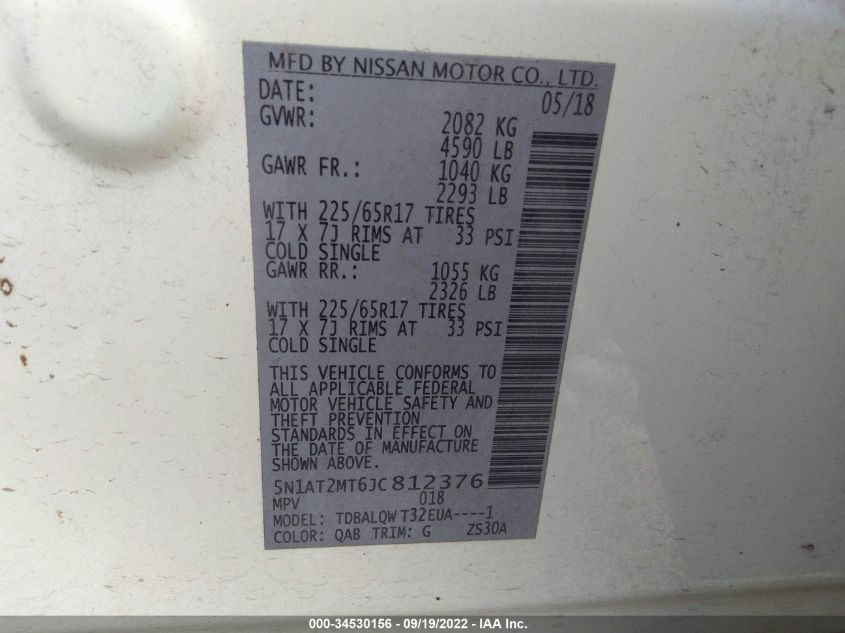 MFD BY NISSAN MOTOR CO., LTD.
DATE: 05/18
GVWR: 2082 KG
4590 LB
GAWR FR.: 1040 KG
2293 LB
WITH 225/65R17 TIRES
17 X 7J RIMS AT 33 PSI
COLD SINGLE
GAWR RR.: 1055 KG
2326 LB
WITH 225/65R17 TIRES
17 X 7J RIMS AT 33 PSI
COLD SINGLE
THIS VEHICLE CONFORMS TO
ALL APPLICABLE FEDERAL
MOTOR VEHICLE SAFETY AND
THEFT PREVENTION
STANDARDS IN EFFECT ON
THE DATE OF MANUFACTURE
SHOWN ABOVE.
5N1AT2MT6JC812376
MPV 018
MODEL: TDBALQW T32EUA----1
COLOR: QAB TRIM: G ZS30A
000-34530156 - 09/19/2022 - IAA Inc.